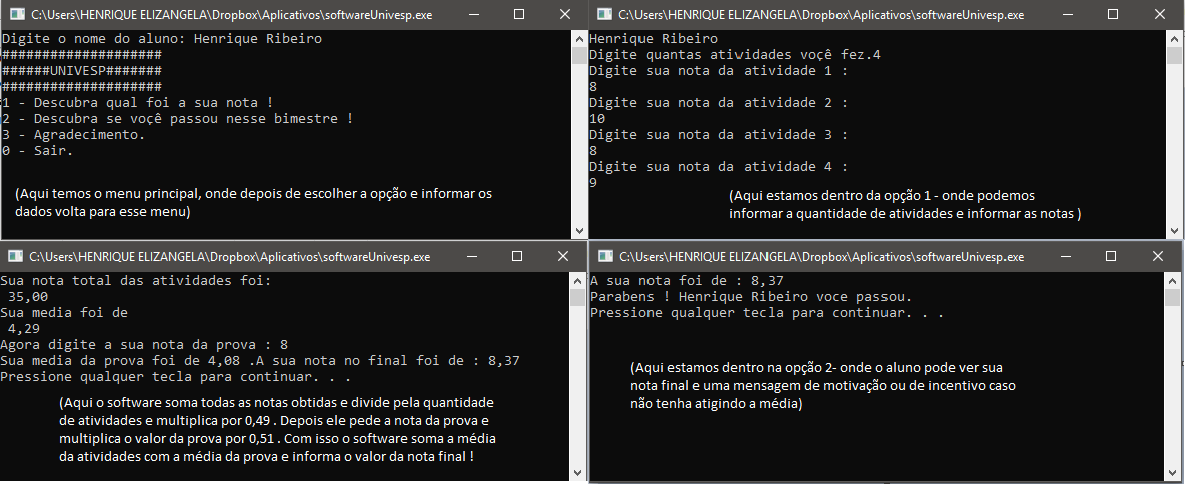 C:\Users\HENRIQUE ELIZANGELA\Dropbox\Aplicativos\softwareUnivesp.exe
Digite o nome do aluno: Henrique Ribeiro
####################
######UNIVESP#######
####################
1 - Descubra qual foi a sua nota !
2 - Descubra se voçê passou nesse bimestre !
3 - Agradecimento.
0 - Sair.
(Aqui temos o menu principal, onde depois de escolher a opção e informar os
dados volta para esse menu)
C:\Users\HENRIQUE ELIZANGELA\Dropbox\Aplicativos\softwareUnivesp.exe
Henrique Ribeiro
Digite quantas atividades voçê fez.4
Digite sua nota da atividade 1 :
8
Digite sua nota da atividade 2 :
10
Digite sua nota da atividade 3 :
8
Digite sua nota da atividade 4 :
9
(Aqui estamos dentro da opção 1 - onde podemos
informar a quantidade de atividades e informar as notas )
C:\Users\HENRIQUE ELIZANGELA\Dropbox\Aplicativos\softwareUnivesp.exe
Sua nota total das atividades foi:
35,00
Sua media foi de
4,29
Agora digite a sua nota da prova : 8
Sua media da prova foi de 4,08 .A sua nota no final foi de : 8,37
Pressione qualquer tecla para continuar. . .
(Aqui o software soma todas as notas obtidas e divide pela quantidade
de atividades e multiplica por 0,49 . Depois ele pede a nota da prova e
multiplica o valor da prova por 0,51 . Com isso o software soma a média
da atividades com a média da prova e informa o valor da nota final !
C:\Users\HENRIQUE ELIZANGELA\Dropbox\Aplicativos\softwareUnivesp.exe
A sua nota foi de : 8,37
Parabens ! Henrique Ribeiro voce passou.
Pressione qualquer tecla para continuar. . .
(Aqui estamos dentro na opção 2- onde o aluno pode ver sua
nota final e uma mensagem de motivação ou de incentivo caso
não tenha atigindo a média)